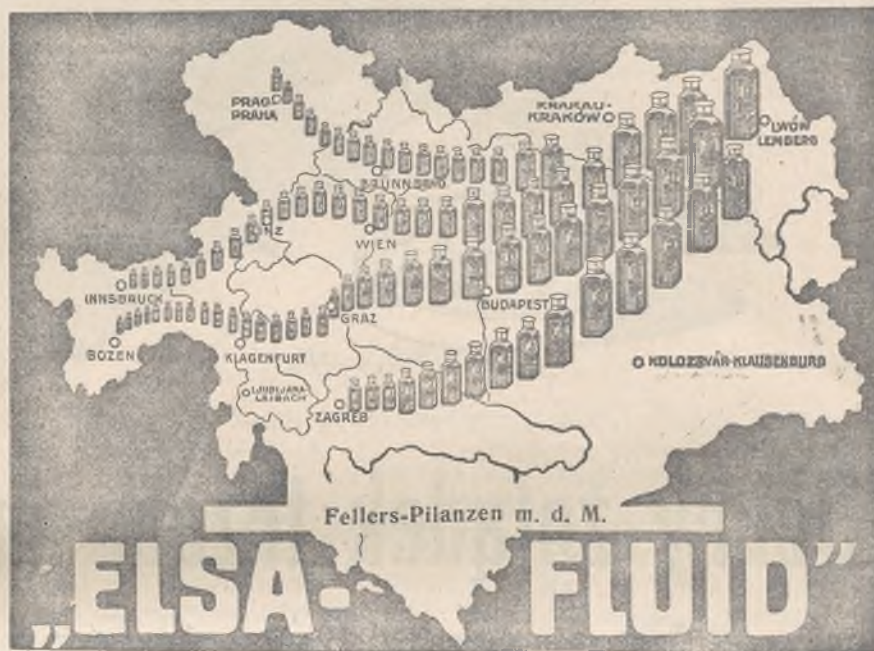 PRAG
PRAHA
KRAKAU-
KRAKÓW
LWÓW
LEMBERG
BRÜNN BRNO
WIEN
INNSBRUCK
BUDAPEST
GRAZ
BOZEN
KLAGENFURT
KOLOZSVÁR-KLAUSENBURG
LJUBLJANA
LAIBACH
ZAGREB
Fellers-Pilanzen m. d. M.
„ELSA-FLUID”